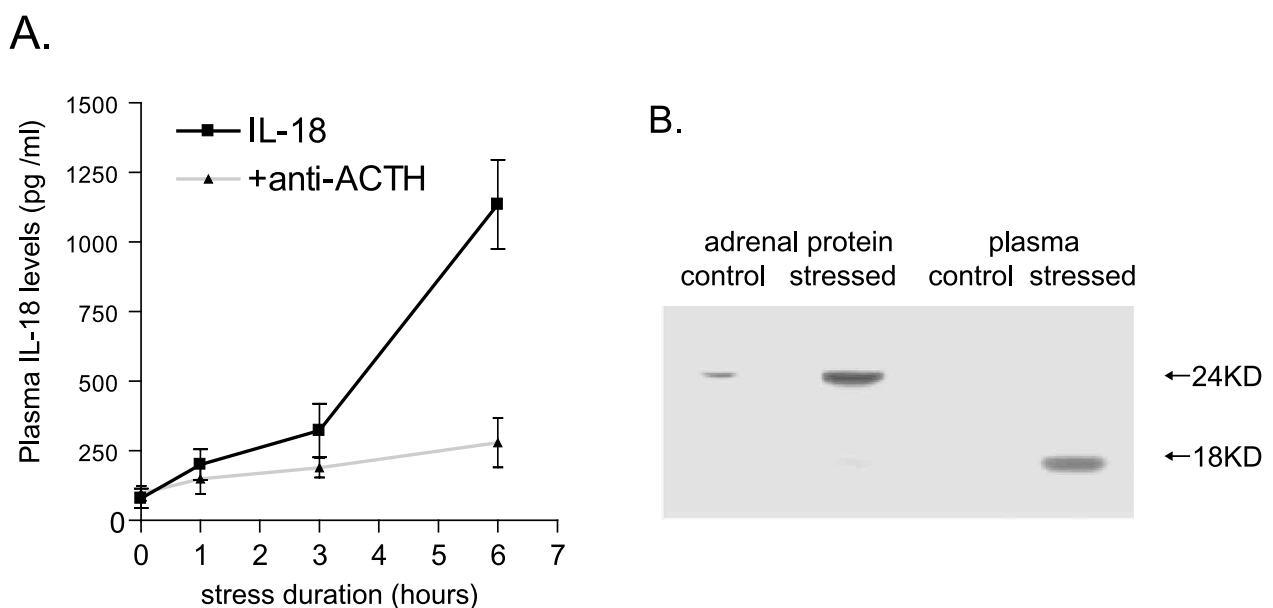 A.
Plasma IL-18 levels (pg /ml)
1500
1250
1000
750
500
250
0
IL-18
+anti-ACTH
0 1 2 3 4 5 6 7
stress duration (hours)
B.
adrenal protein plasma
control stressed control stressed
←24KD
←18KD